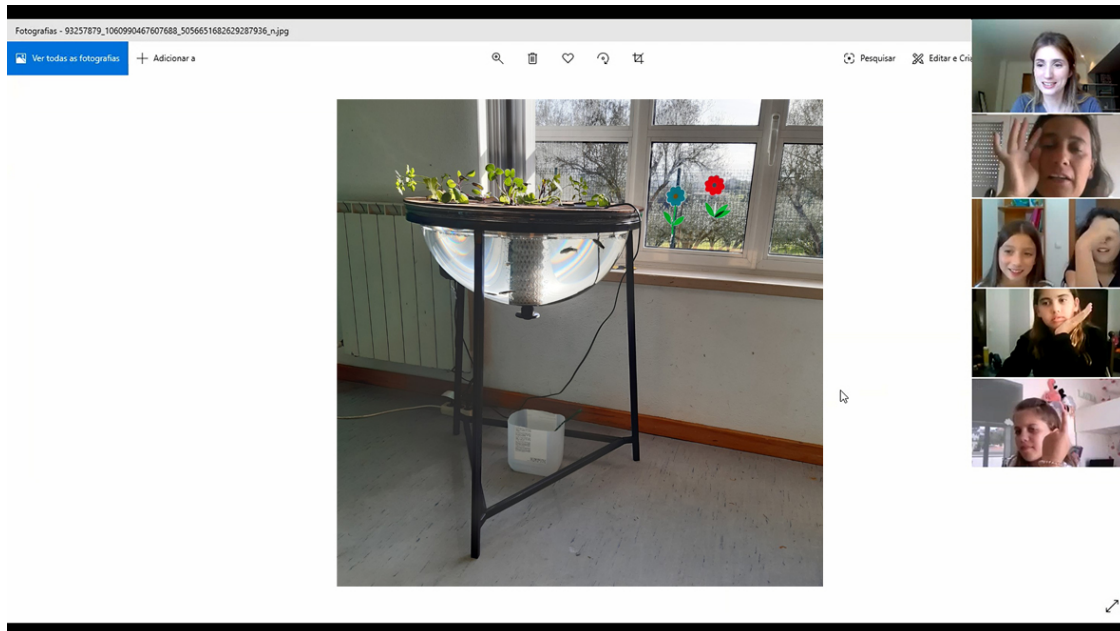 Fotografias - 93257879_1060990467607688_5056651682629287936_n.jpg
Ver todas as fotografias
Adicionar a
Pesquisar
Editar e Cri